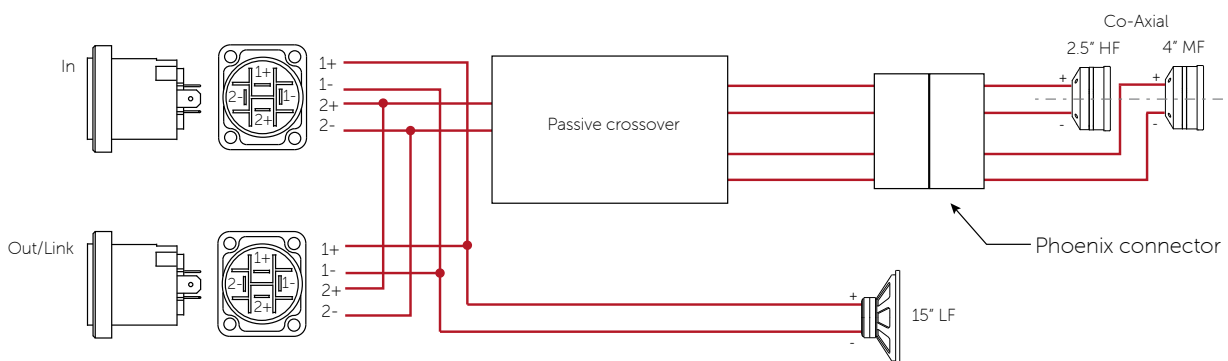 Co-Axial
2.5” HF 4” MF
In
1+
2- 1-
2+
1+
1-
2+
2-
Passive crossover
+
-
+
-
Phoenix connector
Out/Link
1+
2- 1-
2+
1+
1-
2+
2-
+
-
15” LF